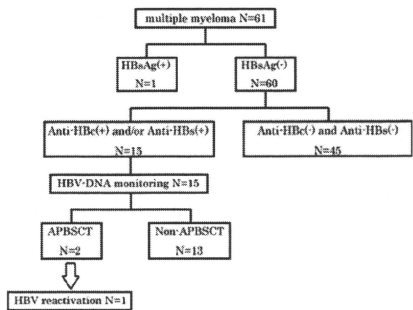 multiple myeloma N=61
HBsAg(+)
N=1
HBsAg(-)
N=60
Anti-HBc(+) and/or Anti-HBs(+)
N=15
Anti-HBc(-) and Anti-HBs(-)
N=45
HBV-DNA monitoring N=15
APBSCT
N=2
Non-APBSCT
N=13
HBV reactivation N=1